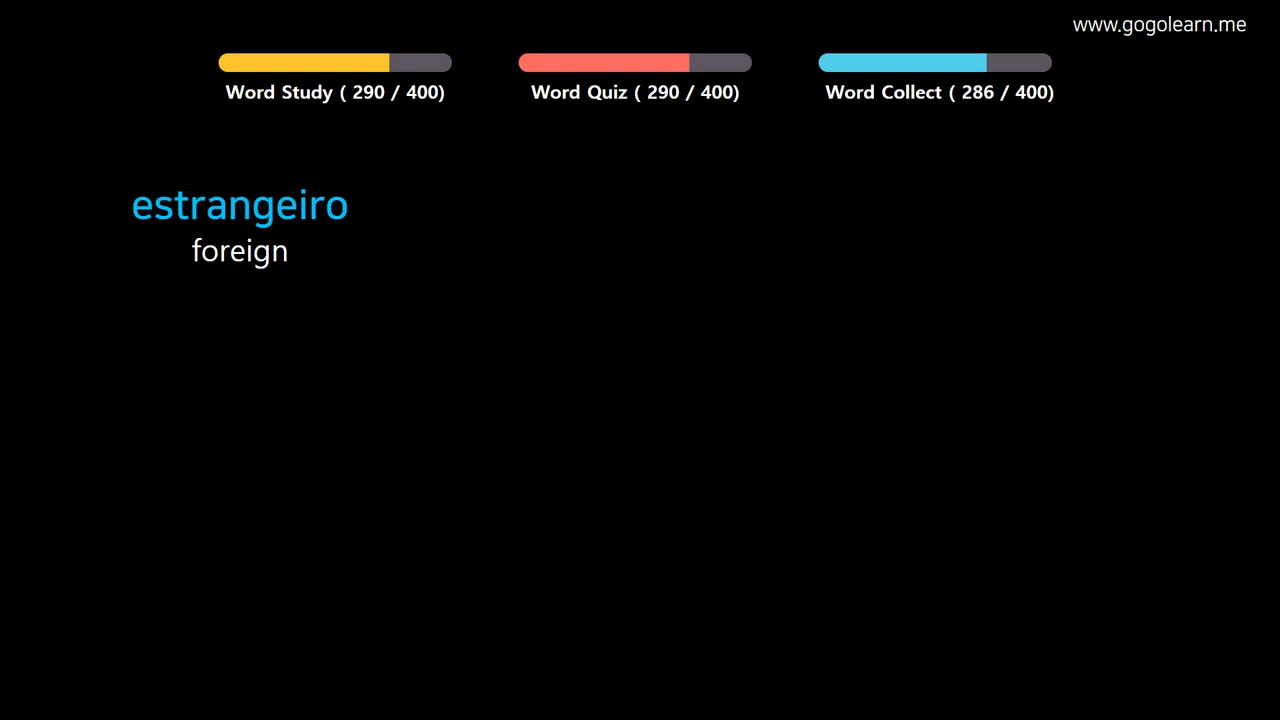 www.gogolearn.me
Word Study ( 290 / 400)
Word Quiz ( 290 / 400)
Word Collect ( 286 / 400)
estrangeiro
foreign